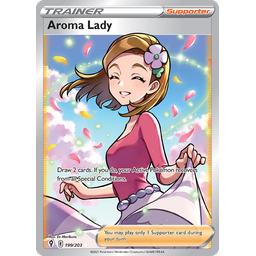 TRAINER
Supporter
Aroma Lady
Draw 2 cards. If you do, your Active Pokémon recovers
from all Special Conditions.
You may play only 1 Supporter card
during your turn.
199/203